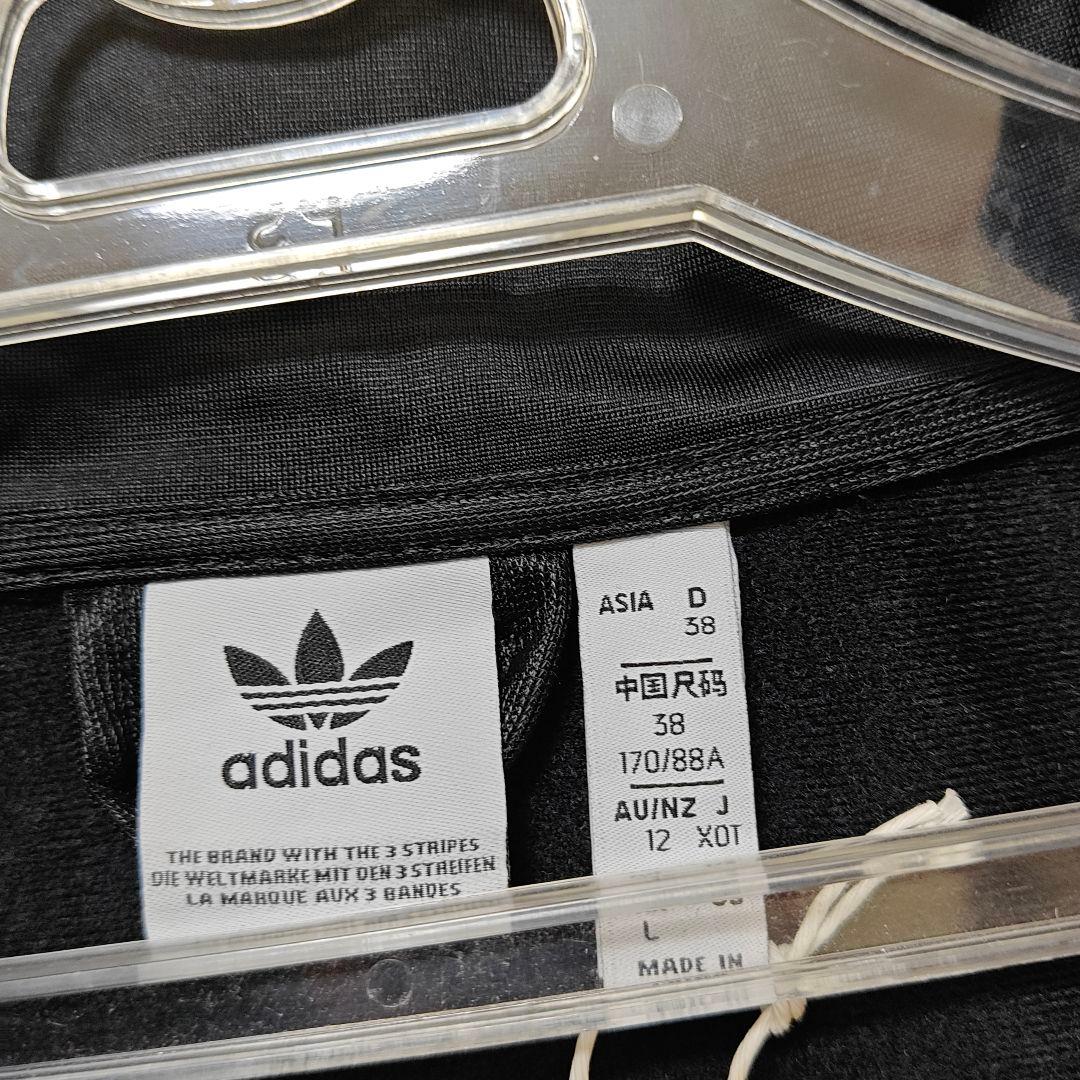 adidas
THE BRAND WITH THE 3 STRIPES
DIE WELTMARKE MIT DEN 3 STREIFEN
LA MARQUE AUX 3 BANDES
ASIA D
38
中国尺码
38
170/88A
AU/NZ J
12 XOT
L
MADE IN